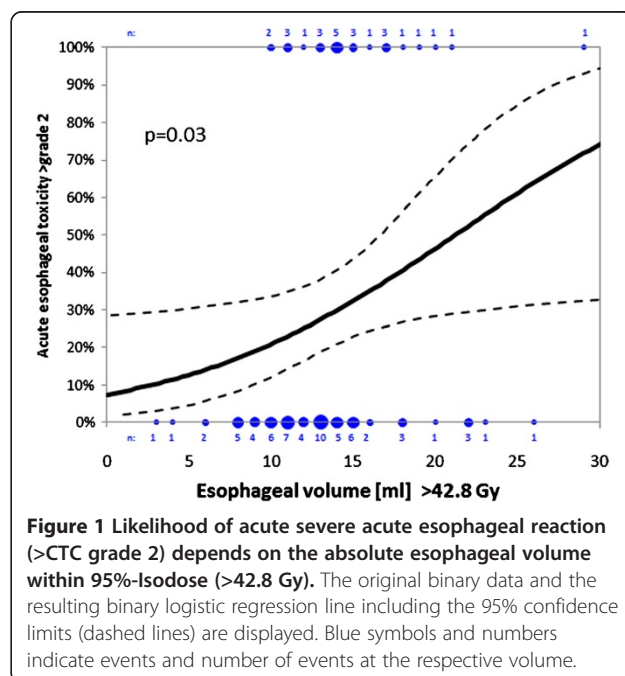 n: 2 3 1 3 5 3 1 3 1 1 1 1 1
100%
90%
80%
p=0.03
70%
60%
50%
40%
30%
20%
10%
0%
Acute esophageal toxicity >grade 2
n: 1 1 2 5 4 6 7 4 10 5 6 2 3 1 3 1 1
0 5 10 15 20 25 30
Esophageal volume [ml] >42.8 Gy
Figure 1 Likelihood of acute severe acute esophageal reaction
(>CTC grade 2) depends on the absolute esophageal volume
within 95%-Isodose (>42.8 Gy). The original binary data and the
resulting binary logistic regression line including the 95% confidence
limits (dashed lines) are displayed. Blue symbols and numbers
indicate events and number of events at the respective volume.